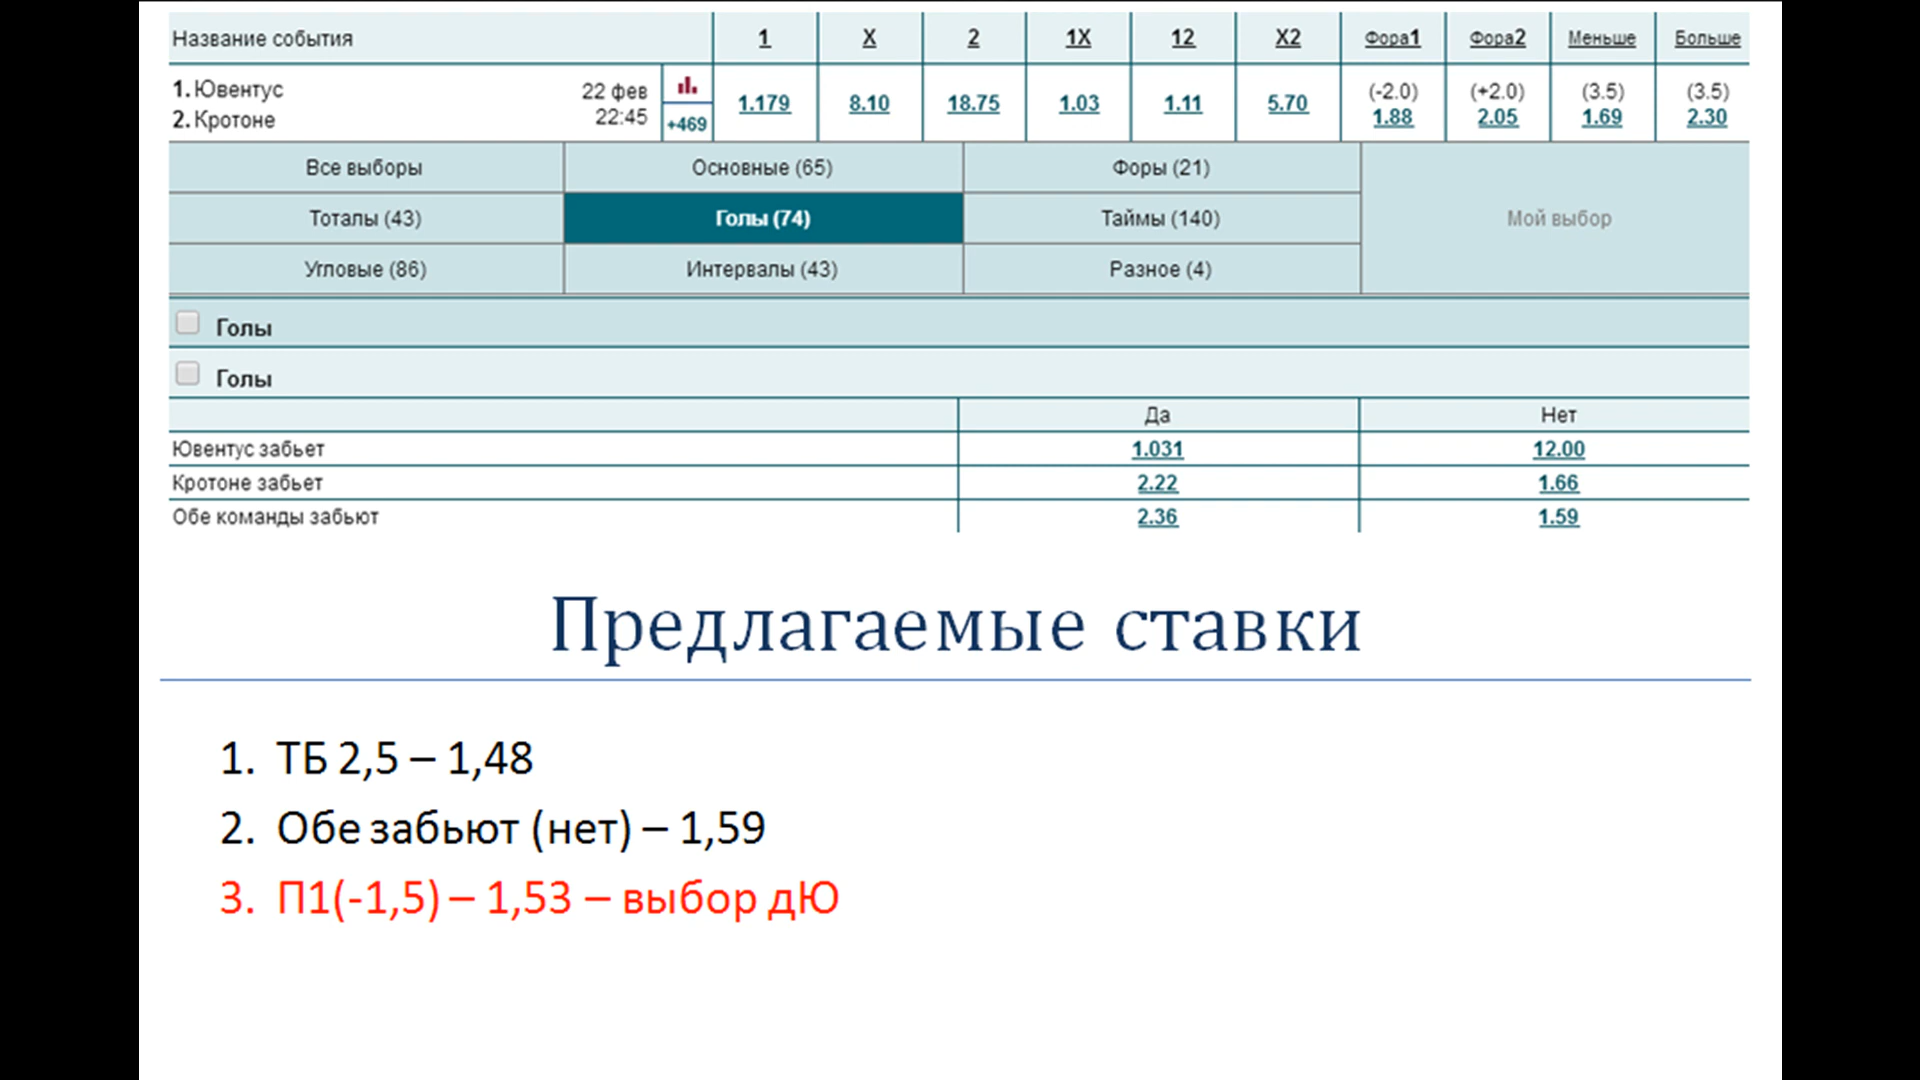 Название события 1 X 2 1X 12 X2 Фора1 Фора2 Меньше Больше
1. Ювентус 22 фев (-2.0) (+2.0) (3.5) (3.5)
1.179 8.10 18.75 1.03 1.11 5.70
2. Кротоне 22:45 +469 1.88 2.05 1.69 2.30
Все выборы Основные (65) Форы (21)
Тоталы (43) Голы (74) Таймы (140) Мой выбор
Угловые (86) Интервалы (43) Разное (4)
Голы
Голы
Да Нет
Ювентус забьет 1.031 12.00
Кротоне забьет 2.22 1.66
Обе команды забьют 2.36 1.59
Предлагаемые ставки
1. ТБ 2,5 – 1,48
2. Обе забьют (нет) – 1,59
3. П1(-1,5) – 1,53 – выбор дЮ